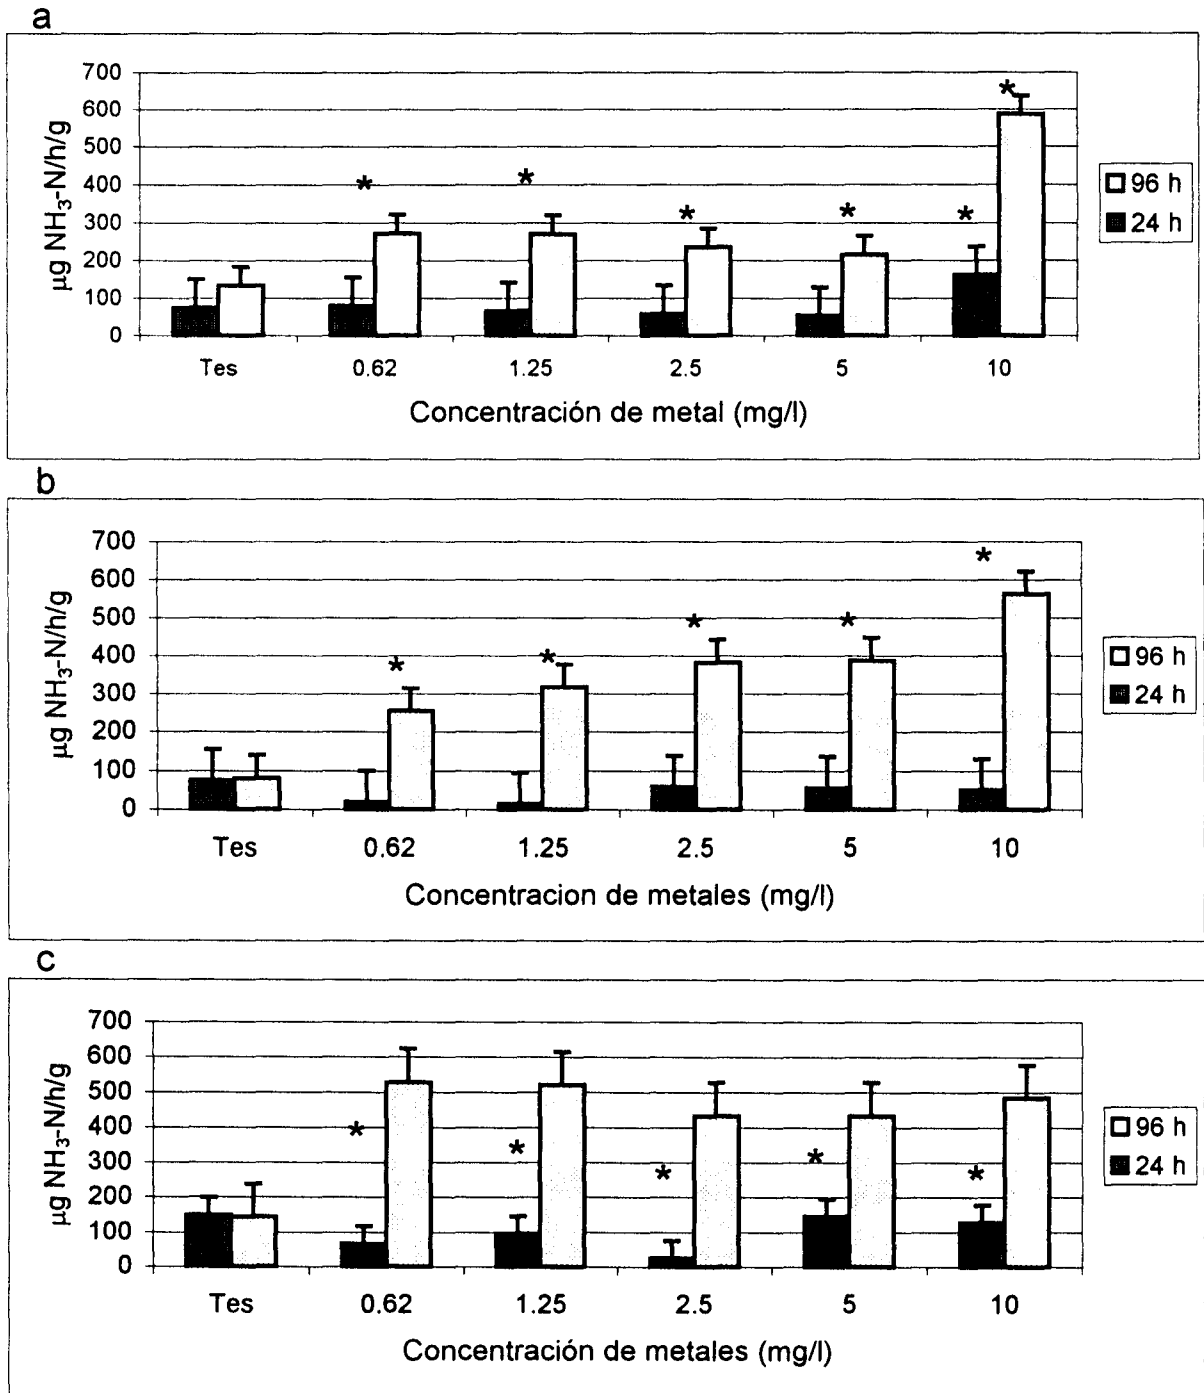 a
700
600
500
400
300
200
100
0
µg NH₃-N/h/g
*
*
*
*
*
*
96 h
24 h
Tes 0.62 1.25 2.5 5 10
Concentración de metal (mg/l)
b
700
600
500
400
300
200
100
0
µg NH₃-N/h/g
*
*
*
*
*
96 h
24 h
Tes 0.62 1.25 2.5 5 10
Concentracion de metales (mg/l)
c
700
600
500
400
300
200
100
0
µg NH₃-N/h/g
*
*
*
*
*
96 h
24 h
Tes 0.62 1.25 2.5 5 10
Concentración de metales (mg/l)